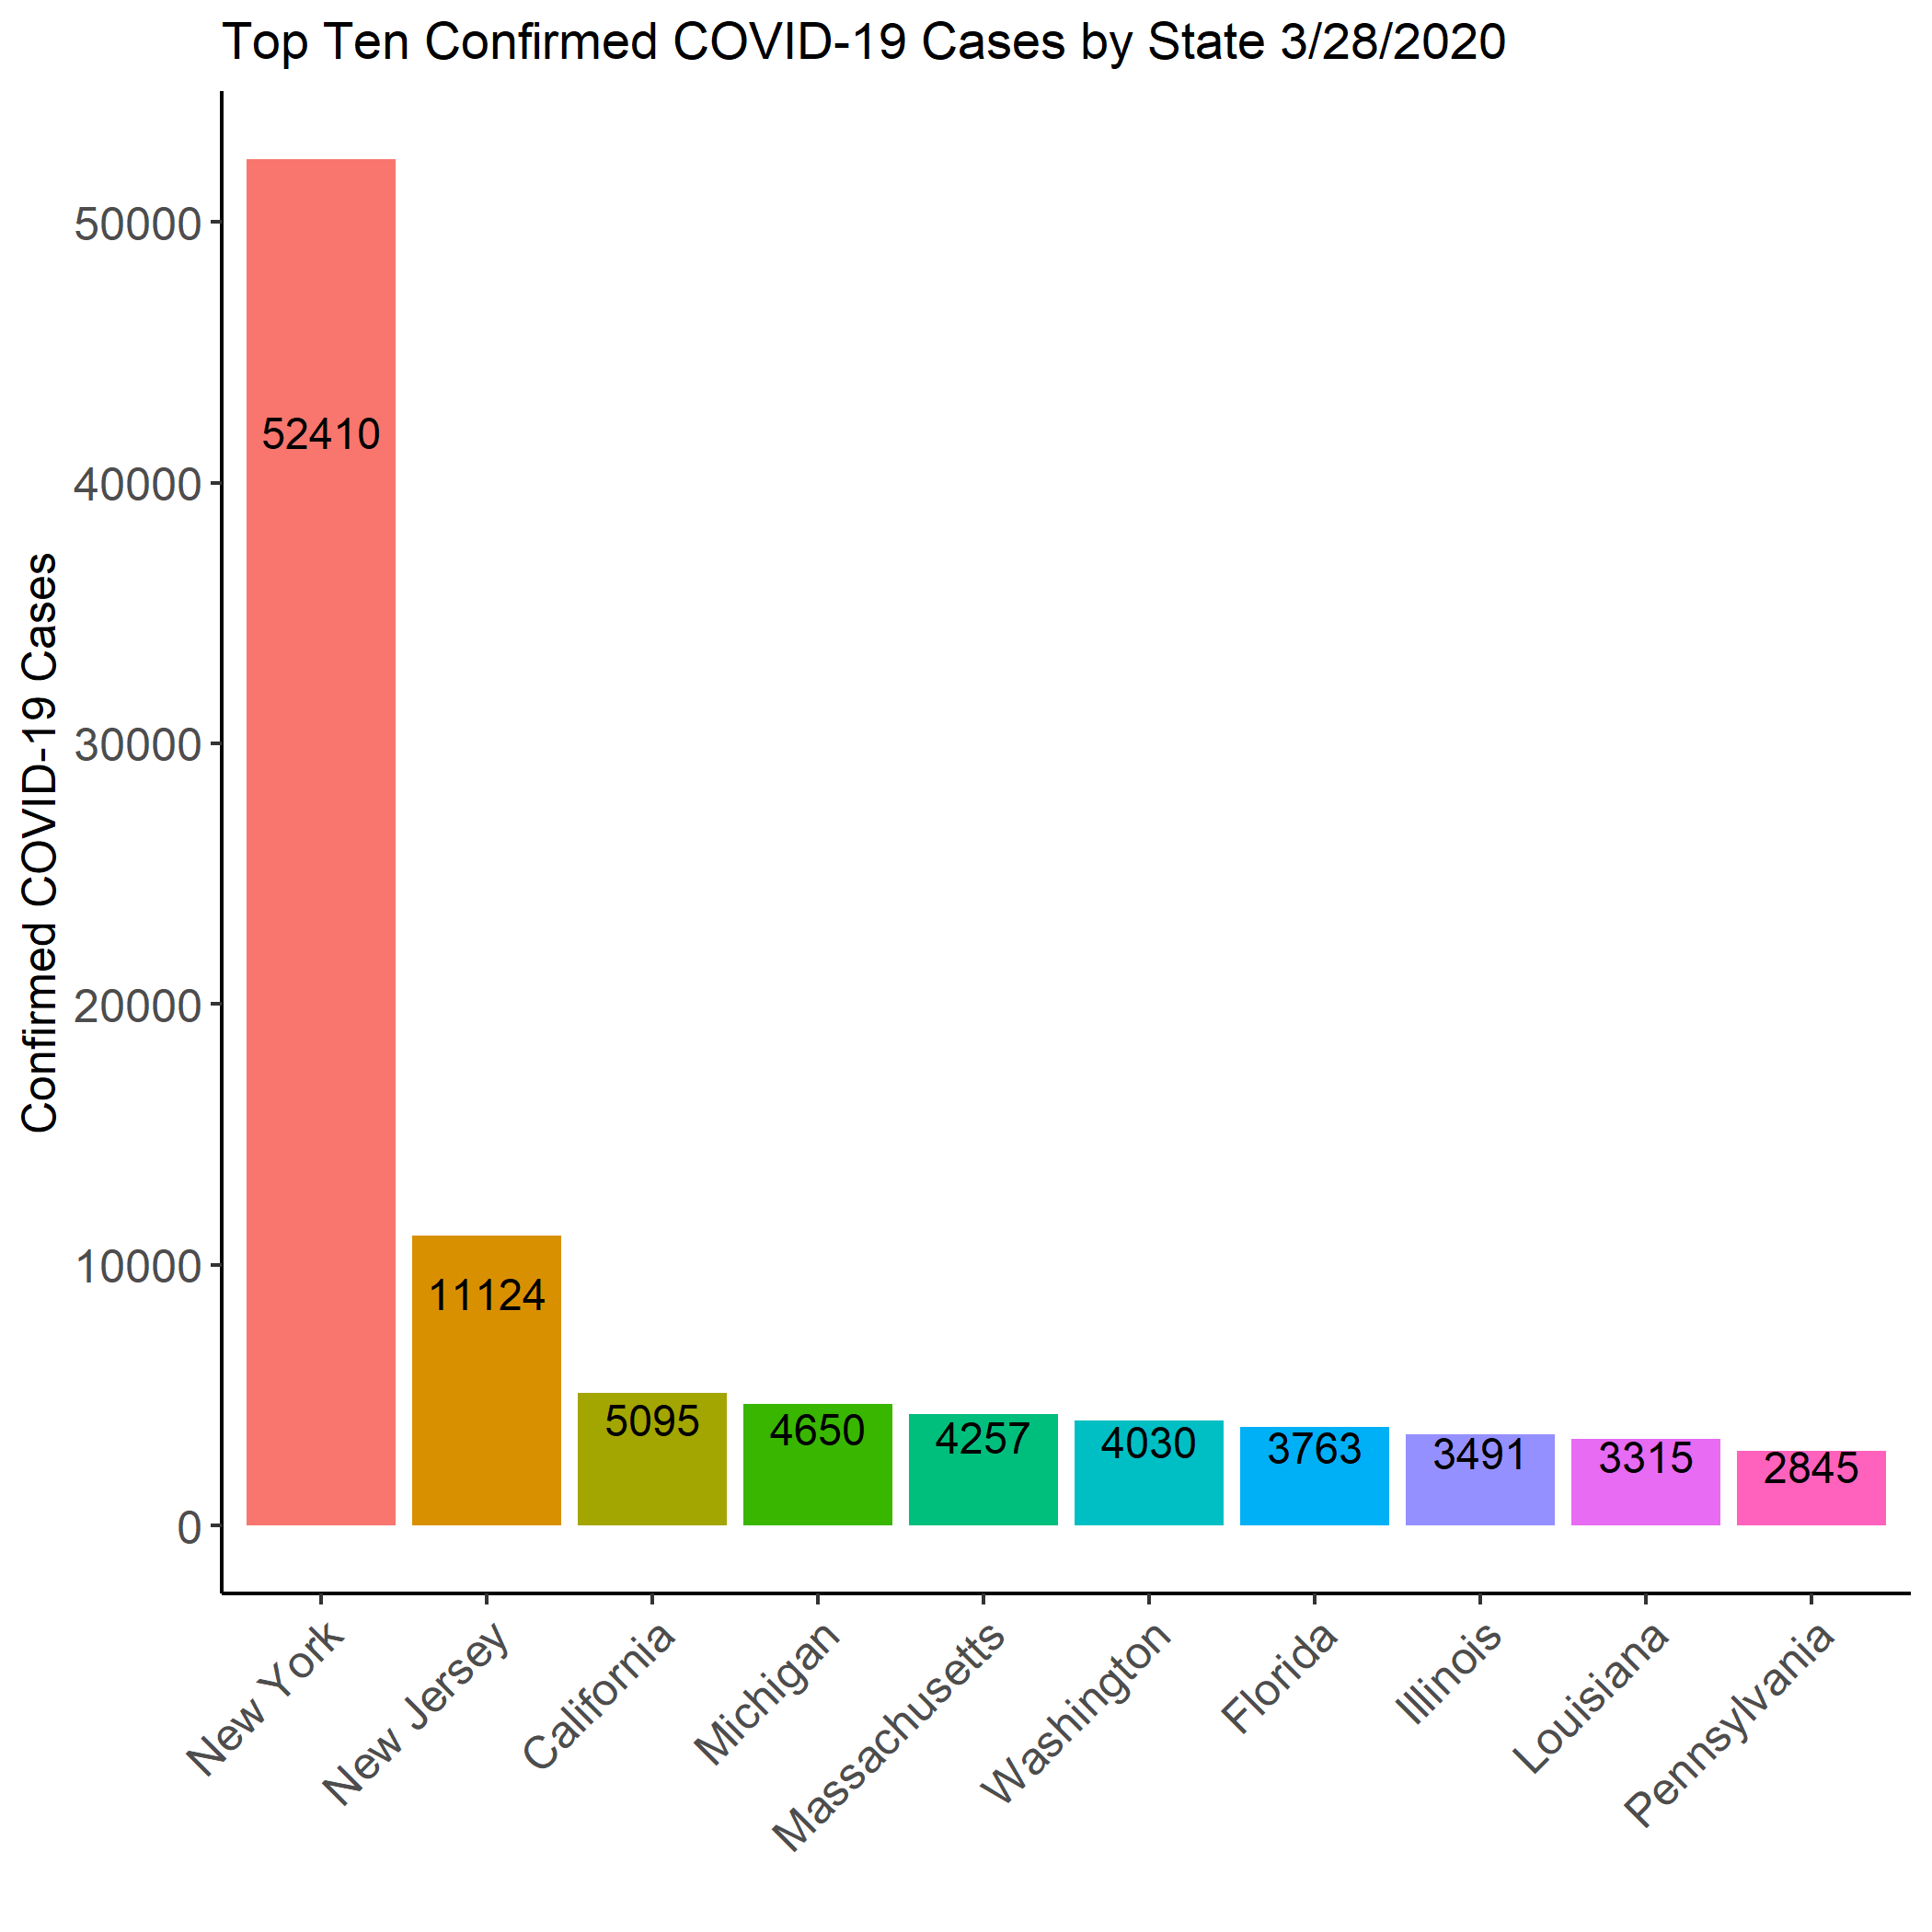 Top Ten Confirmed COVID-19 Cases by State 3/28/2020
Confirmed COVID-19 Cases
50000
40000
30000
20000
10000
0
52410
11124
5095
4650
4257
4030
3763
3491
3315
2845
New York
New Jersey
California
Michigan
Massachusetts
Washington
Florida
Illinois
Louisiana
Pennsylvania